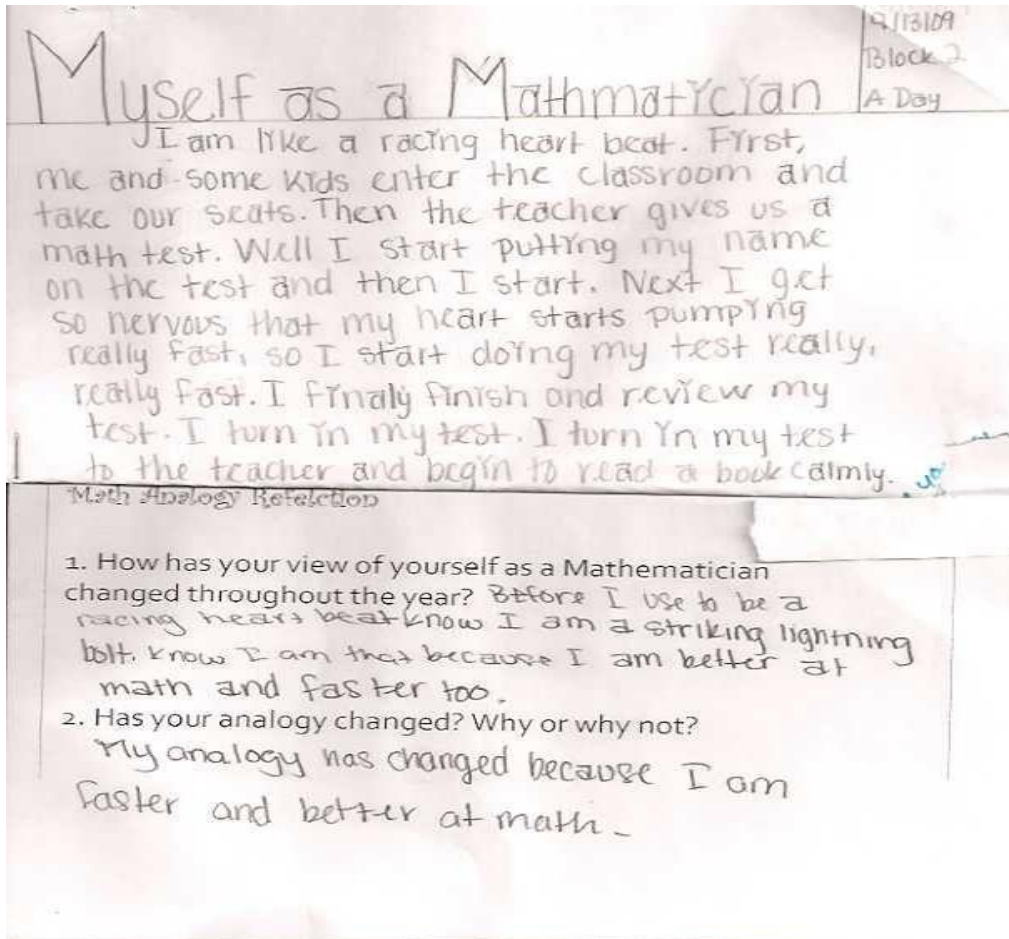 9/13/09
Block 2
A Day
Myself as a Mathmatician
I am like a racing heart beat. First,
me and some kids enter the classroom and
take our seats. Then the teacher gives us a
math test. Well I start putting my name
on the test and then I start. Next I get
so nervous that my heart starts pumping
really fast, so I start doing my test really,
really fast. I finaly finish and review my
test. I turn in my test. I turn in my test
to the teacher and begin to read a book calmly.
Math Analogy Refelction
1. How has your view of yourself as a Mathematician
changed throughout the year? Before I use to be a
racing heart beat know I am a striking lightning
bolt. know I am that because I am better at
math and faster too.
2. Has your analogy changed? Why or why not?
My analogy has changed because I am
faster and better at math.